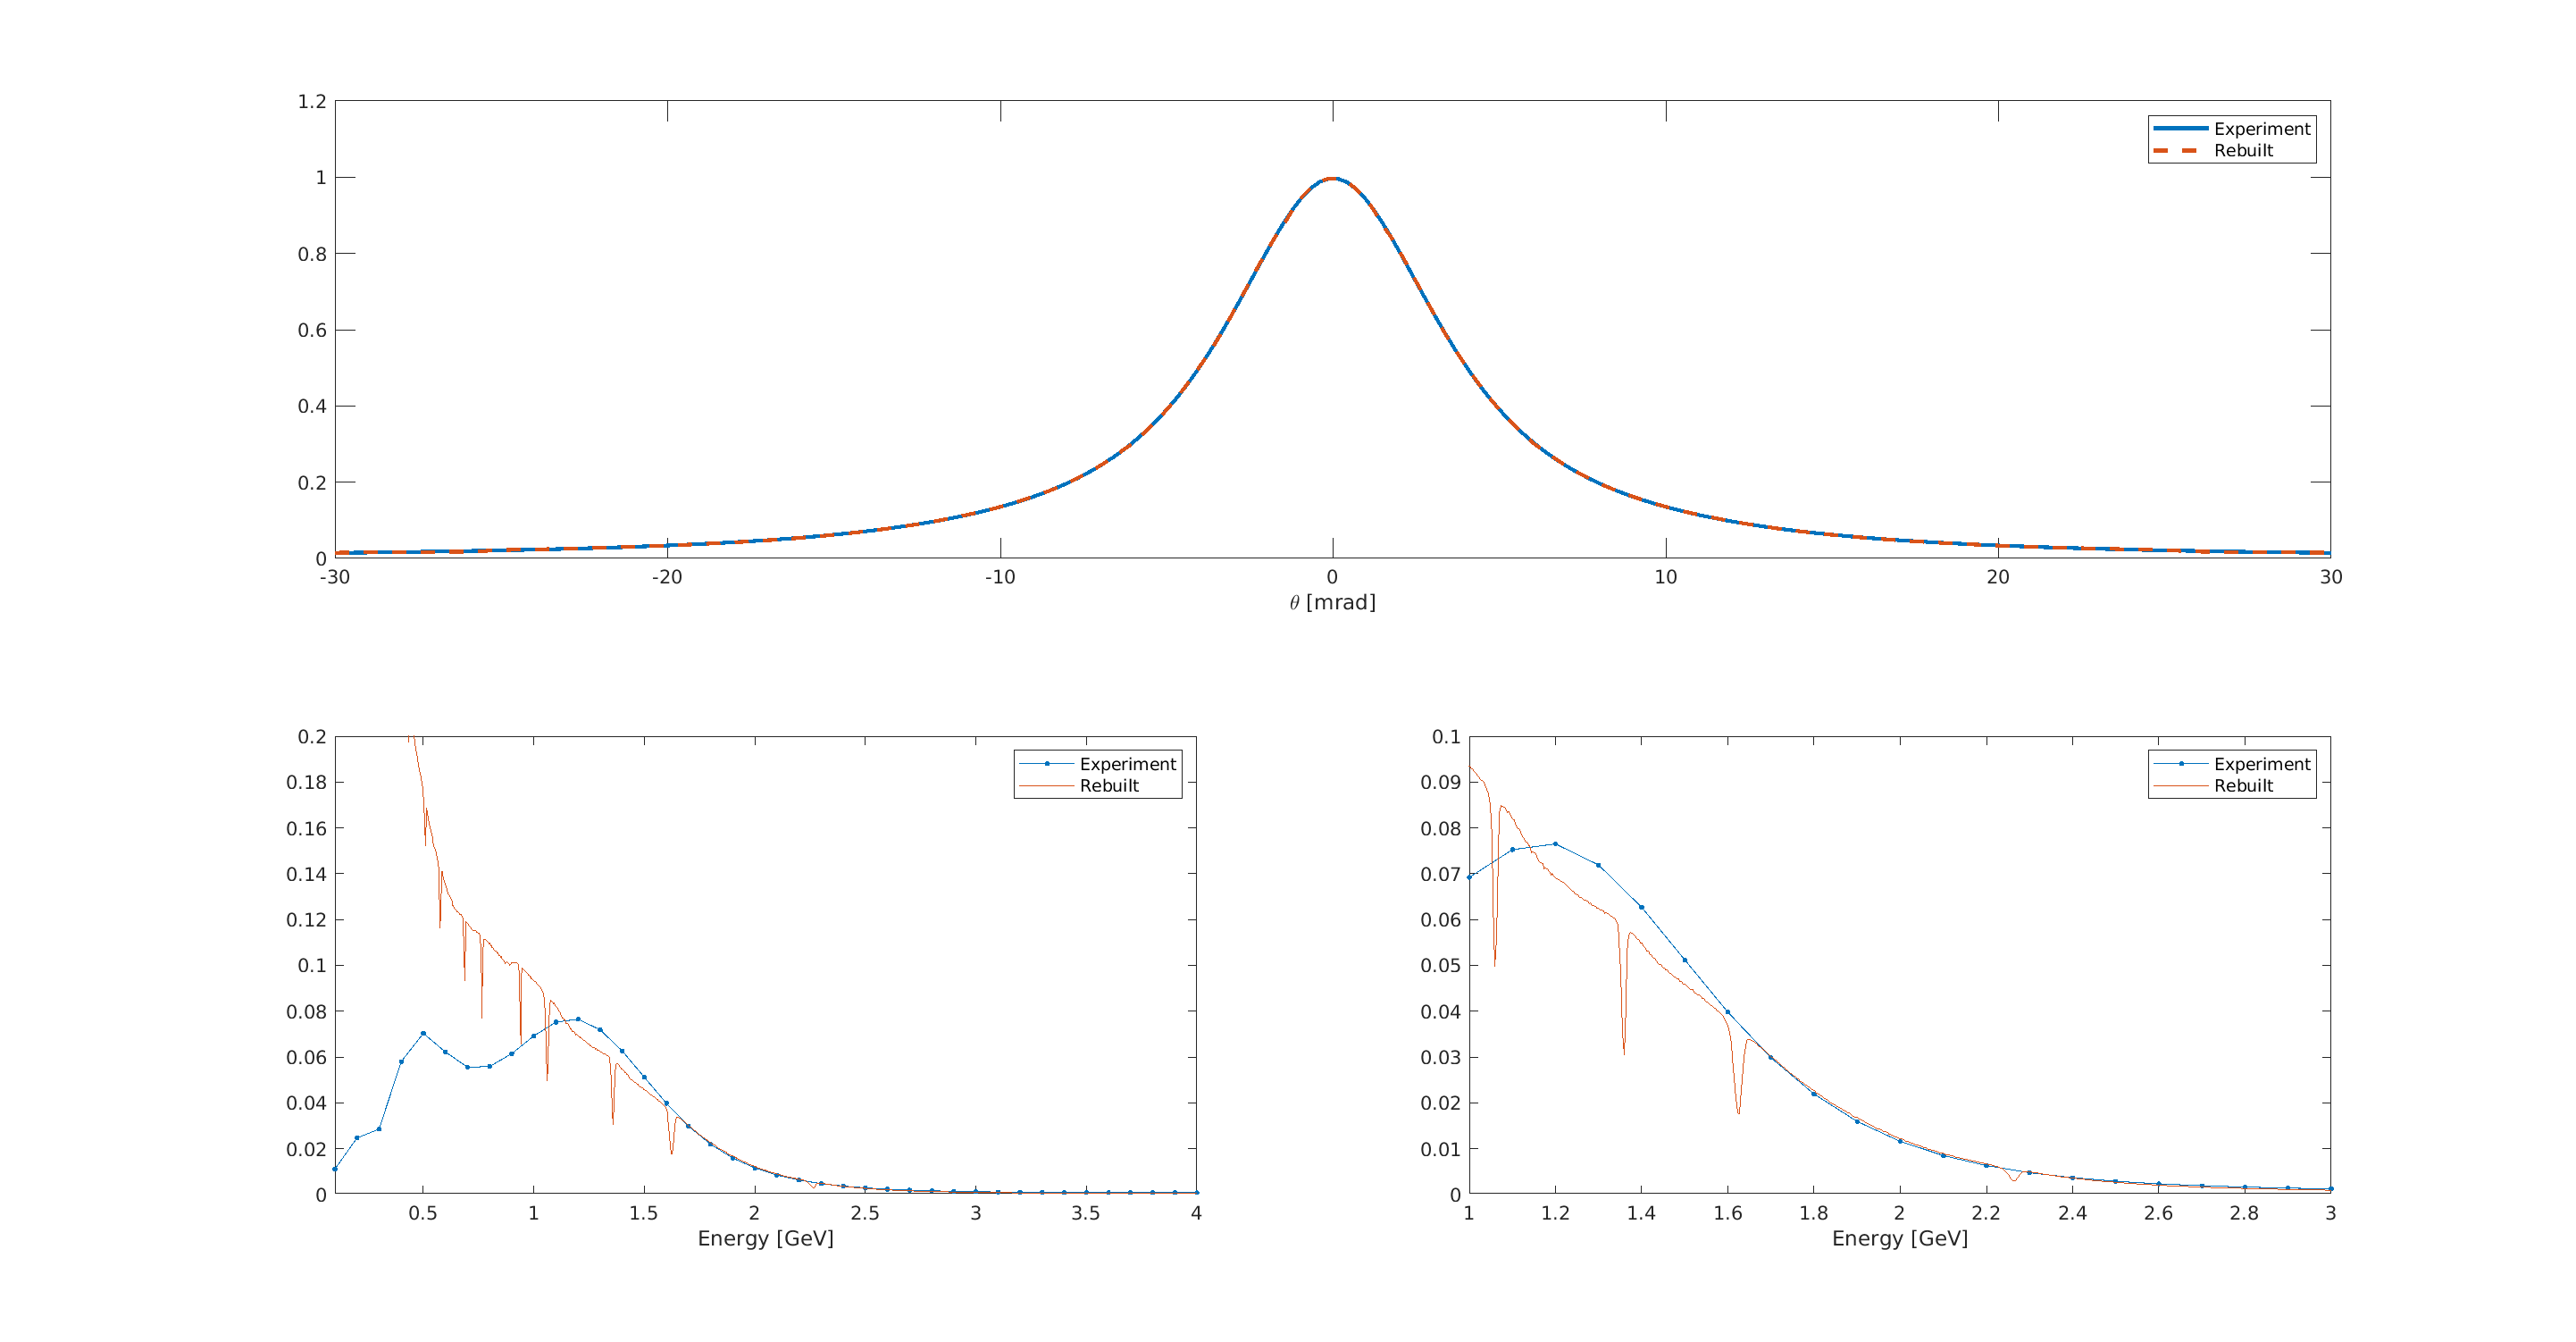 1.2
1
0.8
0.6
0.4
0.2
0
-30 -20 -10 0 10 20 30
θ [mrad]
Experiment
Rebuilt
0.2
0.18
0.16
0.14
0.12
0.1
0.08
0.06
0.04
0.02
0
0.5 1 1.5 2 2.5 3 3.5 4
Energy [GeV]
Experiment
Rebuilt
0.1
0.09
0.08
0.07
0.06
0.05
0.04
0.03
0.02
0.01
0
1 1.2 1.4 1.6 1.8 2 2.2 2.4 2.6 2.8 3
Energy [GeV]
Experiment
Rebuilt